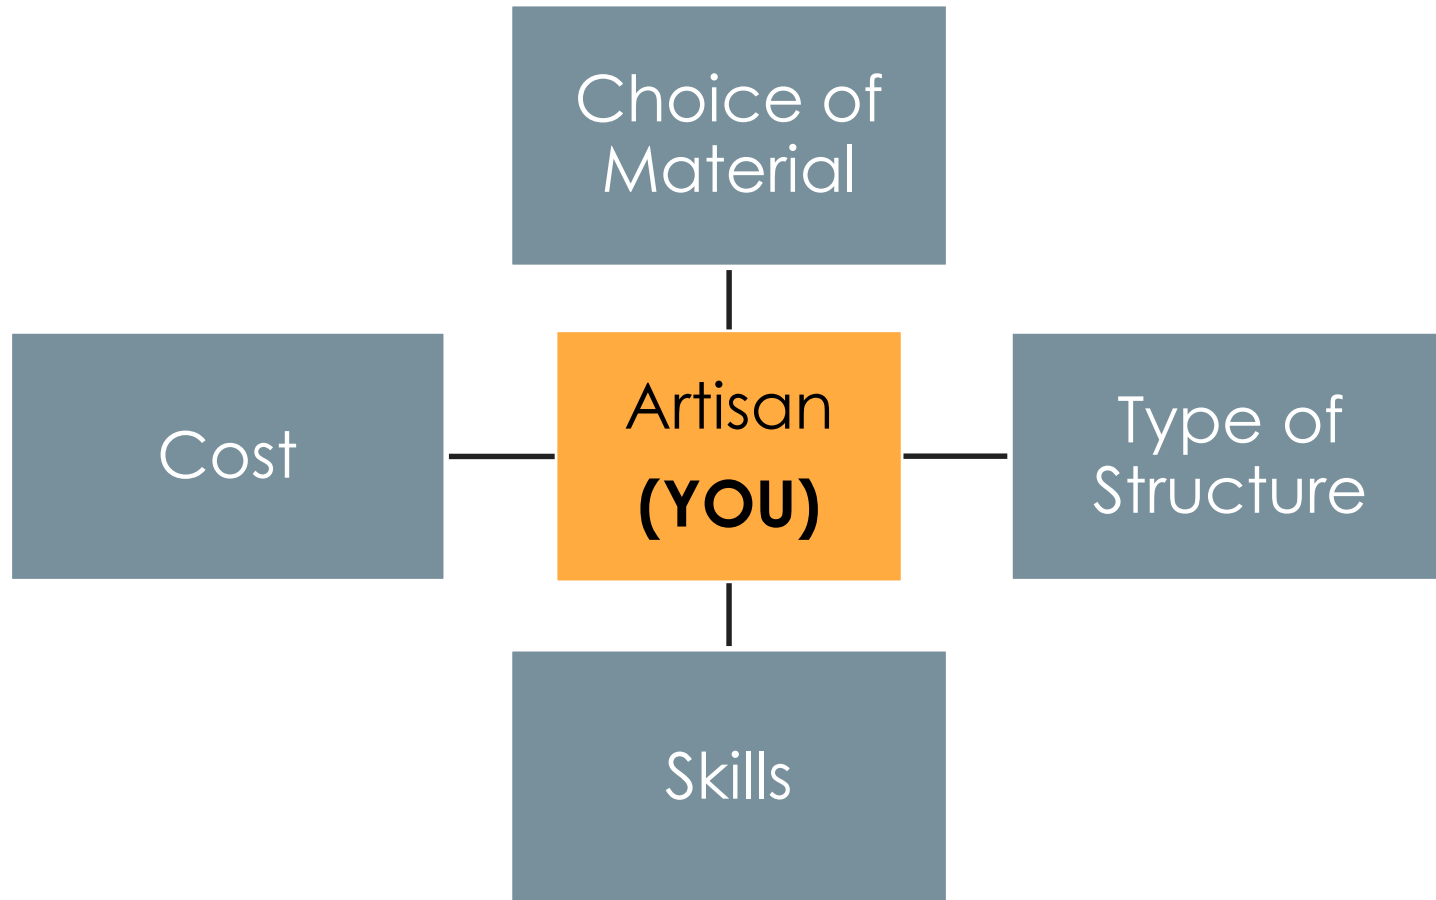 Choice of
Material
Cost
Artisan
(YOU)
Type of
Structure
Skills